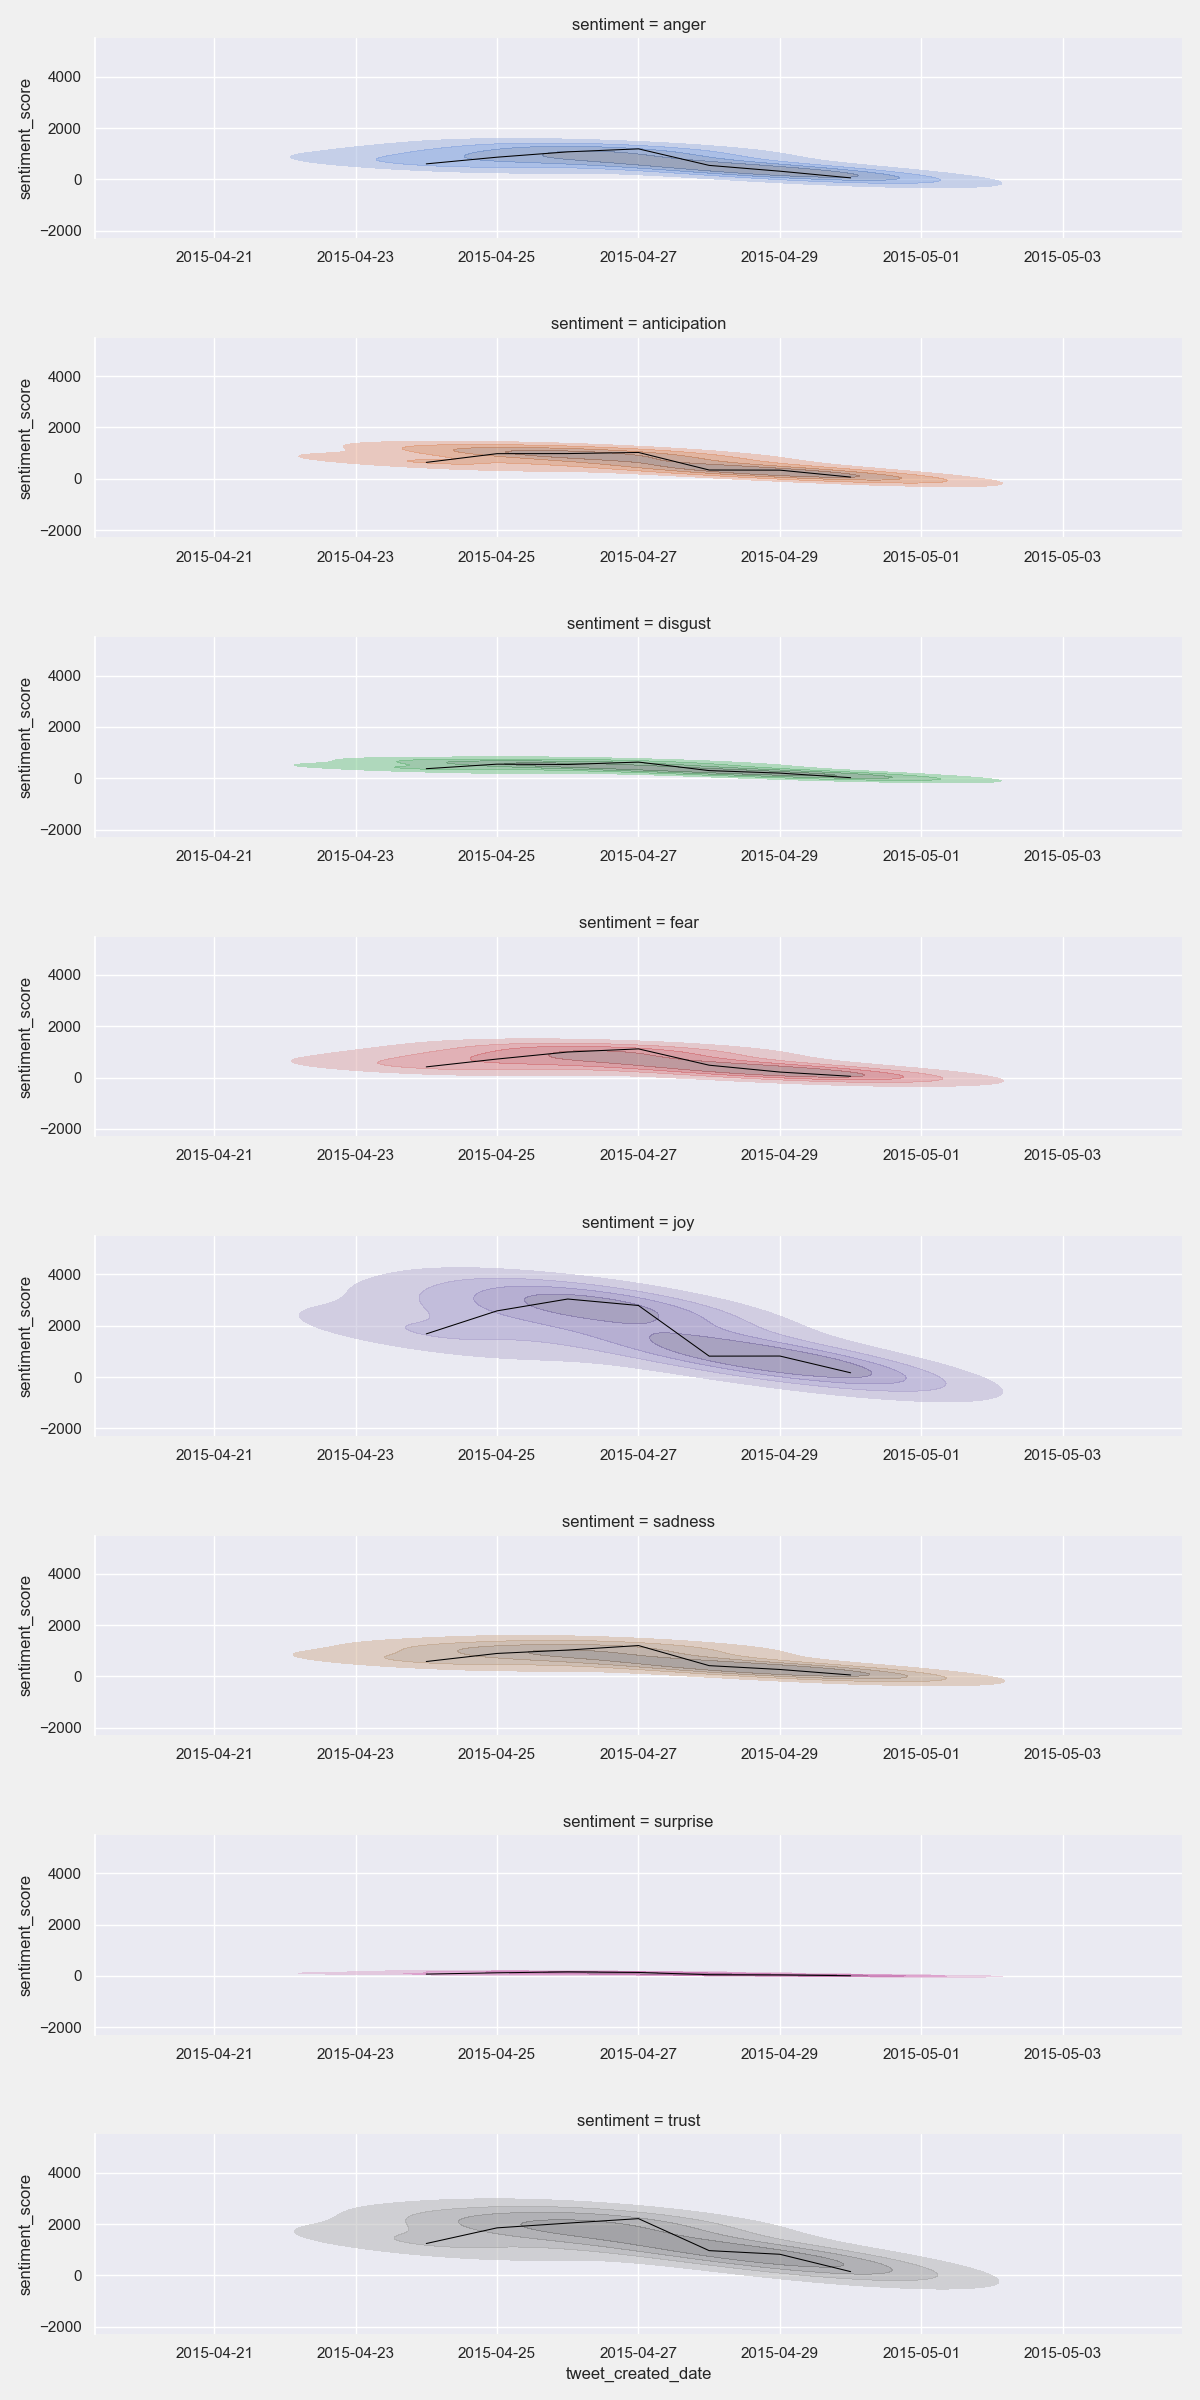 sentiment = anger
sentiment_score
4000
2000
0
−2000
2015-04-21 2015-04-23 2015-04-25 2015-04-27 2015-04-29 2015-05-01 2015-05-03
sentiment = anticipation
sentiment_score
4000
2000
0
−2000
2015-04-21 2015-04-23 2015-04-25 2015-04-27 2015-04-29 2015-05-01 2015-05-03
sentiment = disgust
sentiment_score
4000
2000
0
−2000
2015-04-21 2015-04-23 2015-04-25 2015-04-27 2015-04-29 2015-05-01 2015-05-03
sentiment = fear
sentiment_score
4000
2000
0
−2000
2015-04-21 2015-04-23 2015-04-25 2015-04-27 2015-04-29 2015-05-01 2015-05-03
sentiment = joy
sentiment_score
4000
2000
0
−2000
2015-04-21 2015-04-23 2015-04-25 2015-04-27 2015-04-29 2015-05-01 2015-05-03
sentiment = sadness
sentiment_score
4000
2000
0
−2000
2015-04-21 2015-04-23 2015-04-25 2015-04-27 2015-04-29 2015-05-01 2015-05-03
sentiment = surprise
sentiment_score
4000
2000
0
−2000
2015-04-21 2015-04-23 2015-04-25 2015-04-27 2015-04-29 2015-05-01 2015-05-03
sentiment = trust
sentiment_score
4000
2000
0
−2000
2015-04-21 2015-04-23 2015-04-25 2015-04-27 2015-04-29 2015-05-01 2015-05-03
tweet_created_date